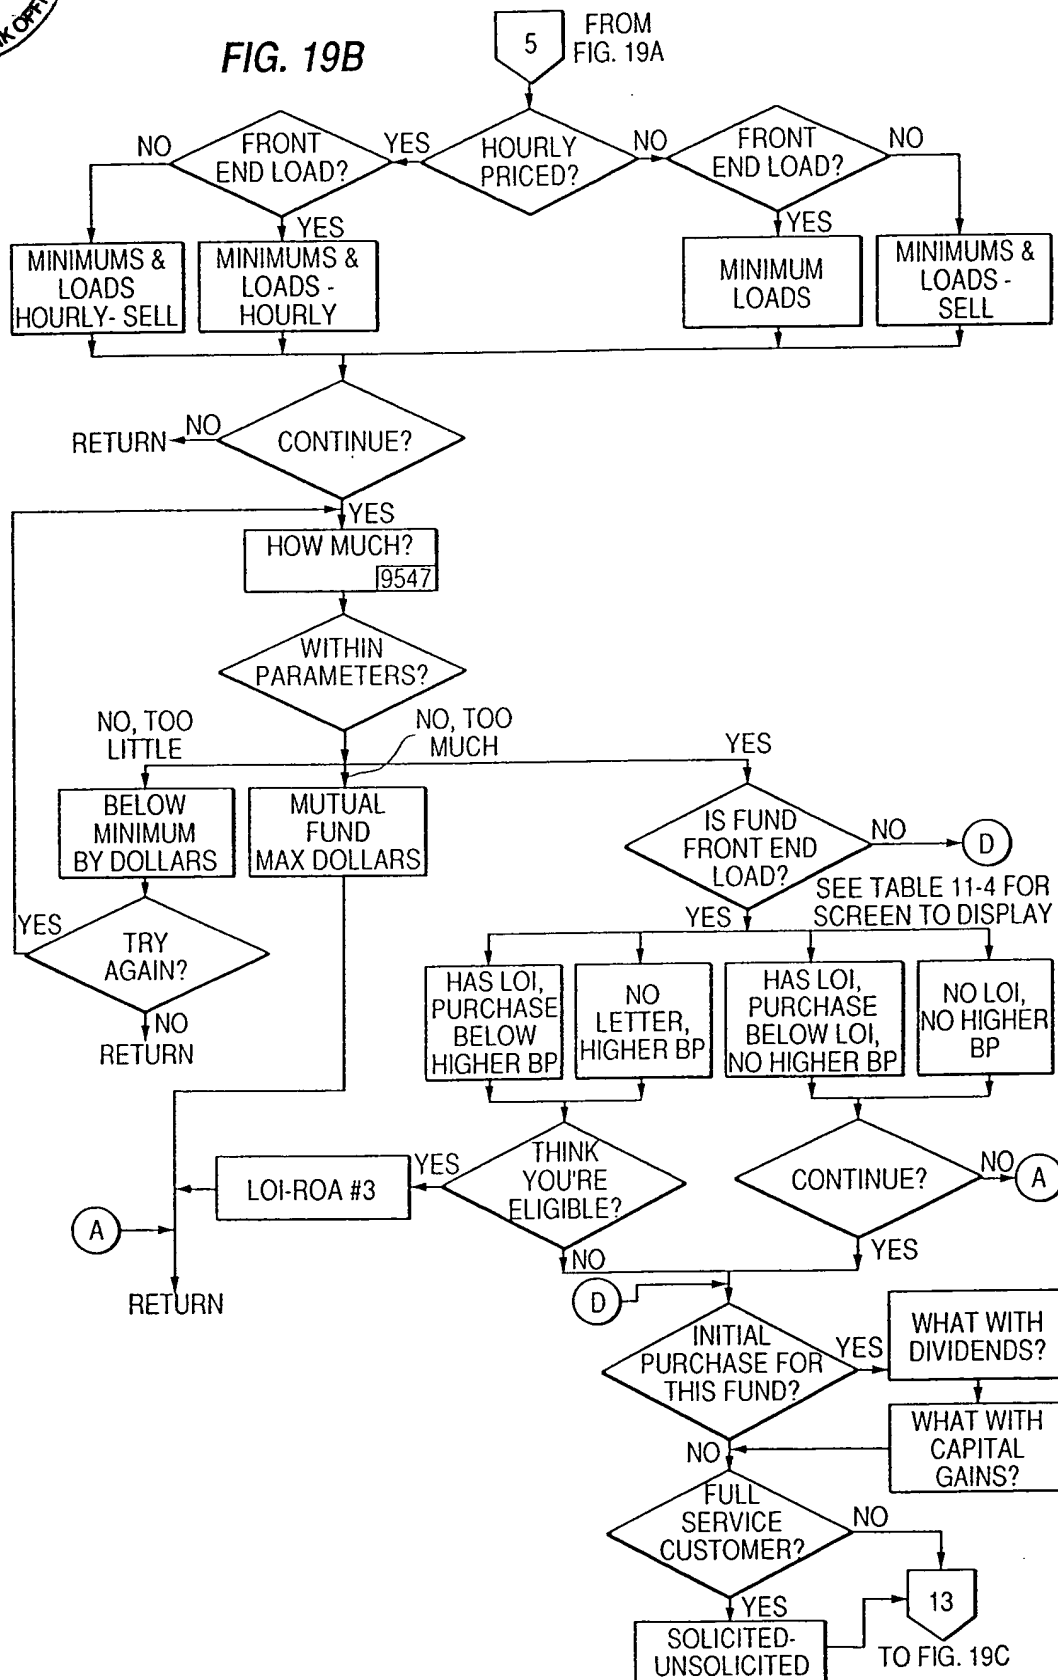 K OFFI
FIG. 19B
5
FROM
FIG. 19A
NO
FRONT
END LOAD?
YES
HOURLY
PRICED?
NO
FRONT
END LOAD?
NO
YES
YES
MINIMUMS &
LOADS
HOURLY- SELL
MINIMUMS &
LOADS -
HOURLY
MINIMUM
LOADS
MINIMUMS &
LOADS -
SELL
RETURN
NO
CONTINUE?
YES
HOW MUCH?
9547
WITHIN
PARAMETERS?
NO, TOO
LITTLE
NO, TOO
MUCH
YES
BELOW
MINIMUM
BY DOLLARS
MUTUAL
FUND
MAX DOLLARS
IS FUND
FRONT END
LOAD?
NO
D
YES
TRY
AGAIN?
NO
RETURN
YES
SEE TABLE 11-4 FOR
SCREEN TO DISPLAY
HAS LOI,
PURCHASE
BELOW
HIGHER BP
NO
LETTER,
HIGHER BP
HAS LOI,
PURCHASE
BELOW LOI,
NO HIGHER BP
NO LOI,
NO HIGHER
BP
LOI-ROA #3
YES
THINK
YOU'RE
ELIGIBLE?
CONTINUE?
NO
A
A
NO
YES
RETURN
D
INITIAL
PURCHASE FOR
THIS FUND?
YES
WHAT WITH
DIVIDENDS?
WHAT WITH
CAPITAL
GAINS?
NO
FULL
SERVICE
CUSTOMER?
NO
YES
SOLICITED-
UNSOLICITED
13
TO FIG. 19C